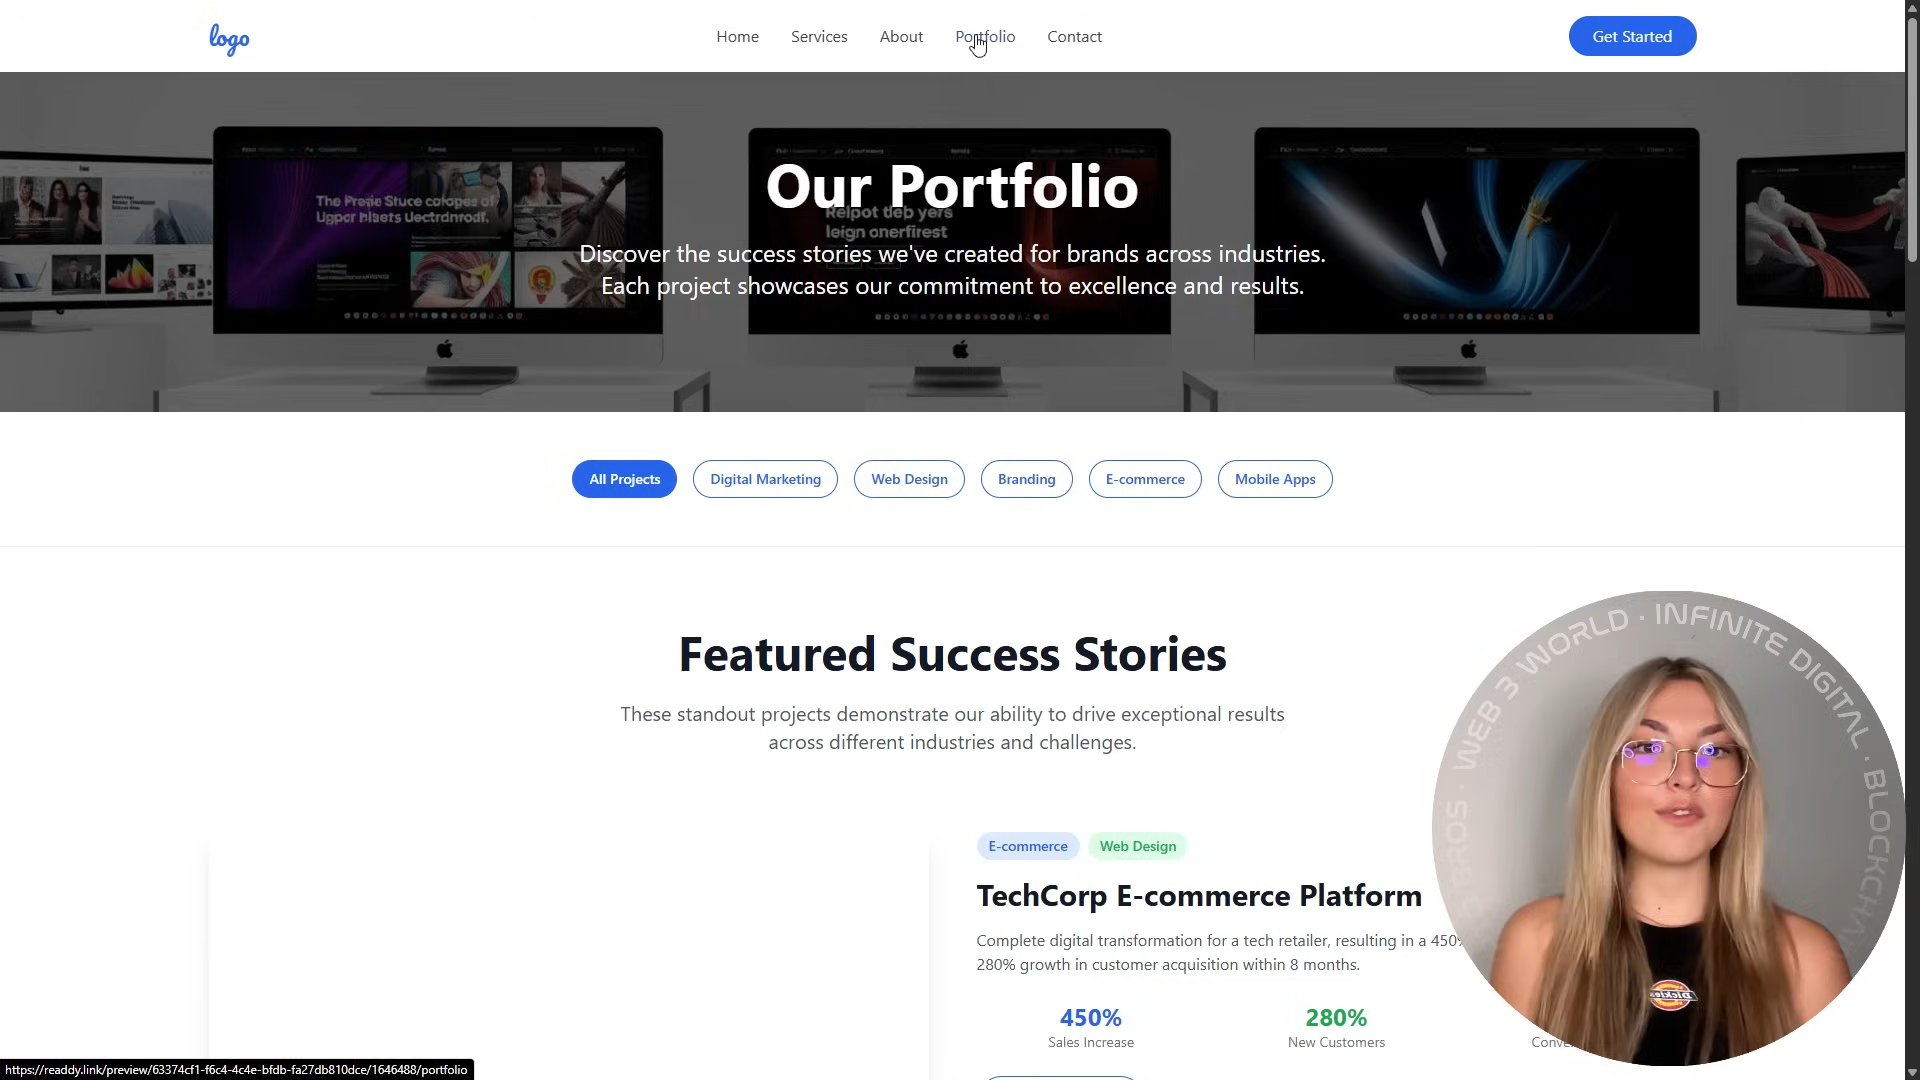 logo
Home
Services
About
Portfolio
Contact
Get Started
Our Portfolio
Discover the success stories we've created for brands across industries.
Each project showcases our commitment to excellence and results.
All Projects
Digital Marketing
Web Design
Branding
E-commerce
Mobile Apps
Featured Success Stories
These standout projects demonstrate our ability to drive exceptional results
across different industries and challenges.
E-commerce
Web Design
TechCorp E-commerce Platform
Complete digital transformation for a tech retailer, resulting in a 450%
280% growth in customer acquisition within 8 months.
450%
280%
Sales Increase
New Customers
BROS · WEB 3 WORLD · INFINITE DIGITAL · BLOCKCHA
https://readdy.link/preview/63374cf1-f6c4-4c4e-bfdb-fa27db810dce/1646488/portfolio